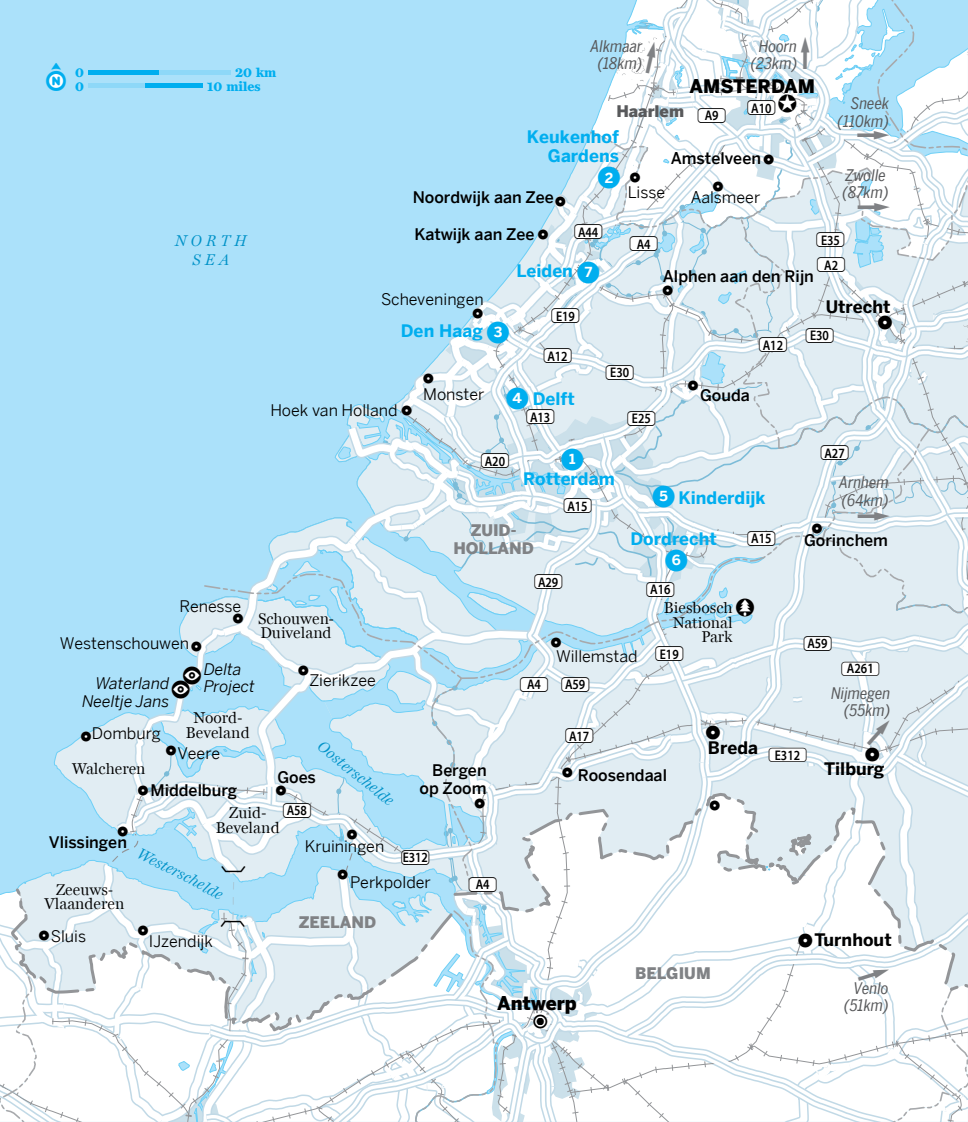 Alkmaar
(18km)
Hoorn
(23km)
N
0 20 km
0 10 miles
AMSTERDAM
Haarlem
A9
A10
Sneek
(110km)
Keukenhof
Gardens
2
Amstelveen
Lisse
Aalsmeer
Zwolle
(87km)
Noordwijk aan Zee
Katwijk aan Zee
A44
A4
E35
A2
NORTH
SEA
Leiden 7
Alphen aan den Rijn
Scheveningen
E19
Utrecht
Den Haag 3
A12
A12
E30
E30
Monster
4 Delft
Gouda
Hoek van Holland
A13
E25
A20
1
Rotterdam
A27
Arnhem
(64km)
5 Kinderdijk
A15
ZUID-
HOLLAND
Dordrecht
6
A15
Gorinchem
A29
A16
Biesbosch
National
Park
Renesse
Schouwen-
Duiveland
Westenschouwen
Willemstad
E19
A59
A261
Delta
Project
Zierikzee
Waterland
Neeltje Jans
A4
A59
Nijmegen
(55km)
Noord-
Beveland
Domburg
Veere
A17
Breda
E312
Tilburg
Walcheren
Oosterschelde
Bergen
op Zoom
Roosendaal
Goes
Middelburg
A58
Zuid-
Beveland
Vlissingen
Kruiningen
E312
Westerschelde
Perkpolder
A4
Zeeuws-
Vlaanderen
ZEELAND
Sluis
IJzendijk
Turnhout
BELGIUM
Venlo
(51km)
Antwerp